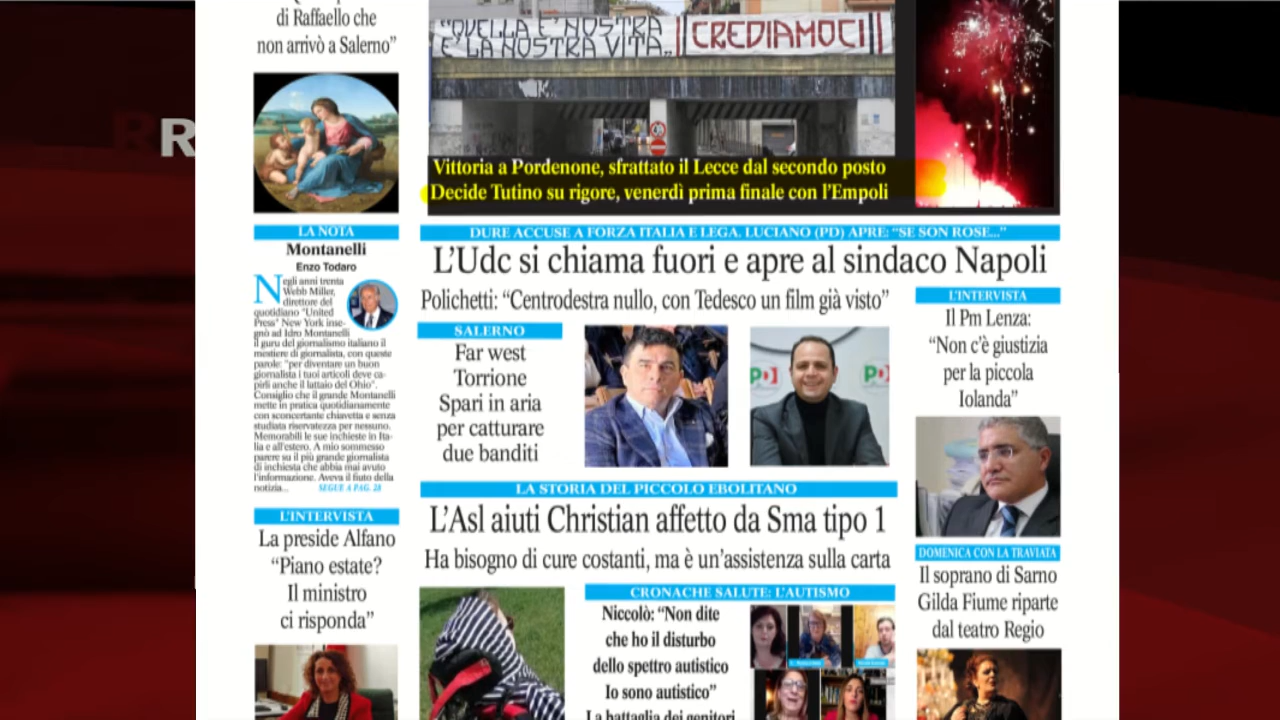 di Raffaello che
non arrivò a Salerno”
“QUELLA E' NOSTRA
E' LA NOSTRA VITA..
CREDIAMOCI
R
Vittoria a Pordenone, sfrattato il Lecce dal secondo posto
Decide Tutino su rigore, venerdì prima finale con l'Empoli
LA NOTA
Montanelli
Enzo Todaro
Negli anni trenta
Webb Miller,
direttore del
quotidiano "United
Press" New York inse-
gnò ad Idro Montanelli
il guru del giornalismo italiano il
mestiere di giornalista, con queste
parole: "per diventare un buon
giornalista i tuoi articoli deve ca-
pirli anche il lattaio del Ohio".
Consiglio che il grande Montanelli
mette in pratica quotidianamente
con sconcertante chiavetta e senza
studiata riservatezza per nessuno.
Memorabili le sue inchieste in Ita-
lia e all'estero. A mio sommesso
parere su il più grande giornalista
di inchiesta che abbia mai avuto
l'informazione. Aveva il fiuto della
notizia...
SEGUE A PAG. 28
L'INTERVISTA
La preside Alfano
“Piano estate?
Il ministro
ci risponda”
DURE ACCUSE A FORZA ITALIA E LEGA. LUCIANO (PD) APRE: “SE SON ROSE...”
L'Udc si chiama fuori e apre al sindaco Napoli
Polichetti: “Centrodestra nullo, con Tedesco un film già visto”
SALERNO
Far west
Torrione
Spari in aria
per catturare
due banditi
PD
PD
L'INTERVISTA
Il Pm Lenza:
“Non c'è giustizia
per la piccola
Iolanda”
LA STORIA DEL PICCOLO EBOLITANO
L'Asl aiuti Christian affetto da Sma tipo 1
Ha bisogno di cure costanti, ma è un'assistenza sulla carta
CRONACHE SALUTE: L'AUTISMO
Niccolò: “Non dite
che ho il disturbo
dello spettro autistico
Io sono autistico”
La battaglia dei genitori
DOMENICA CON LA TRAVIATA
Il soprano di Sarno
Gilda Fiume riparte
dal teatro Regio